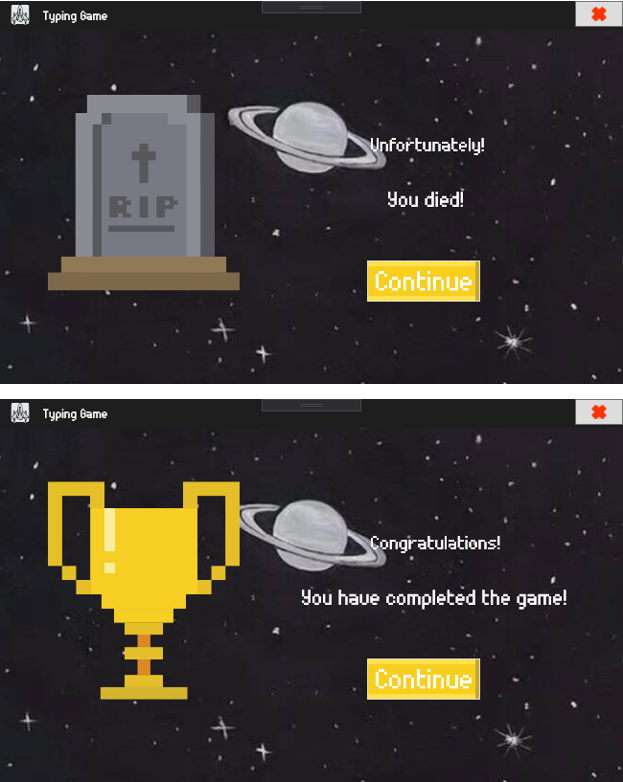 Typing Game
Unfortunately!
You died!
RIP
Continue
Typing Game
Congratulations!
You have completed the game!
Continue